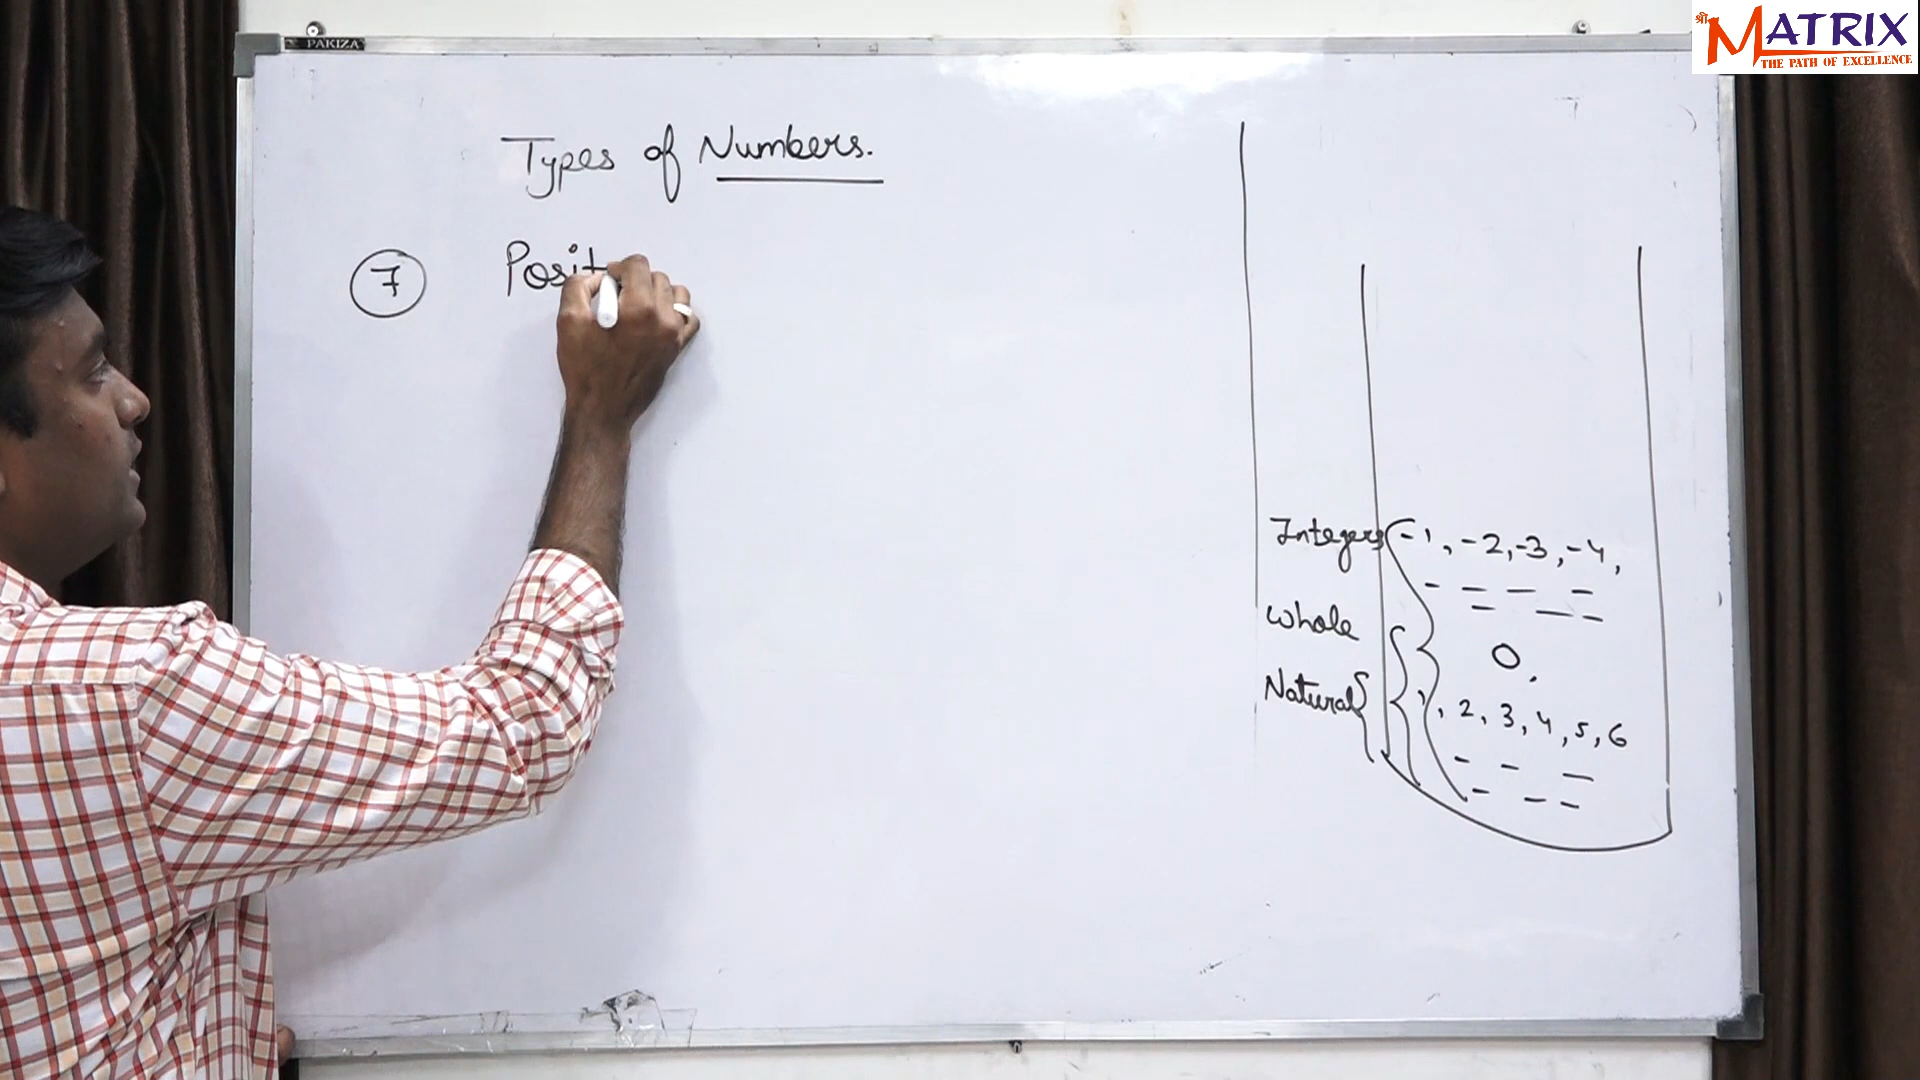 PAKIZA
श्री MATRIX
THE PATH OF EXCELLENCE
Types of Numbers.
7 Posit
Integers -1, -2, -3, -4,
- - - -
- - -
Whole
0,
Natural 1, 2, 3, 4, 5, 6
- - -
- - -